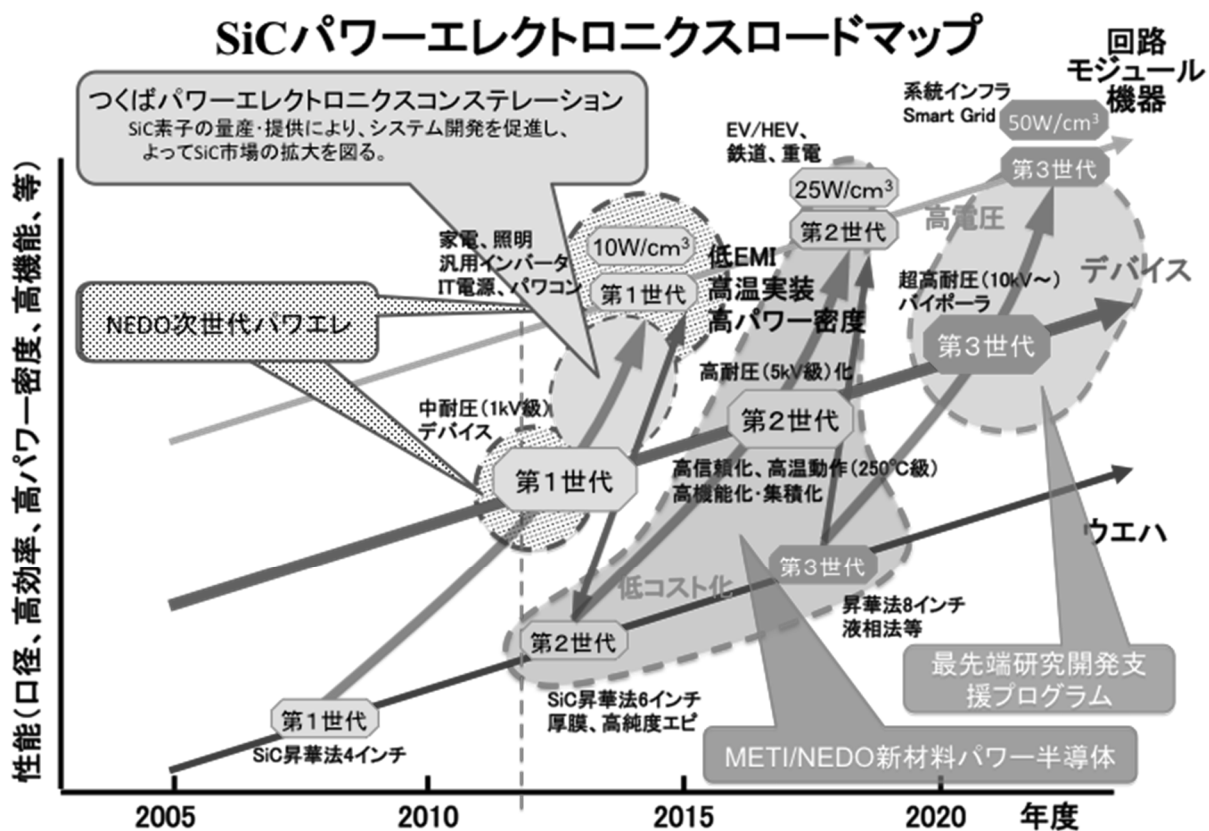 SiCパワーエレクトロニクスロードマップ
回路
モジュール
機器
つくばパワーエレクトロニクスコンステレーション
SiC素子の量産・提供により、システム開発を促進し、
よってSiC市場の拡大を図る。
系統インフラ
Smart Grid
50W/cm³
第3世代
EV/HEV、
鉄道、重電
25W/cm³
第2世代
高電圧
家電、照明
汎用インバータ
IT電源、パワコン
10W/cm³
第1世代
低EMI
高温実装
高パワー密度
デバイス
超高耐圧(10kV〜)
バイポーラ
第3世代
NEDO次世代パワエレ
高耐圧(5kV級)化
第2世代
高信頼化、高温動作(250℃級)
高機能化・集積化
中耐圧(1kV級)
デバイス
第1世代
ウエハ
第3世代
昇華法8インチ
液相法等
低コスト化
第2世代
SiC昇華法6インチ
厚膜、高純度エピ
第1世代
SiC昇華法4インチ
最先端研究開発支
援プログラム
METI/NEDO新材料パワー半導体
性能(口径、高効率、高パワー密度、高機能、等)
2005
2010
2015
2020
年度